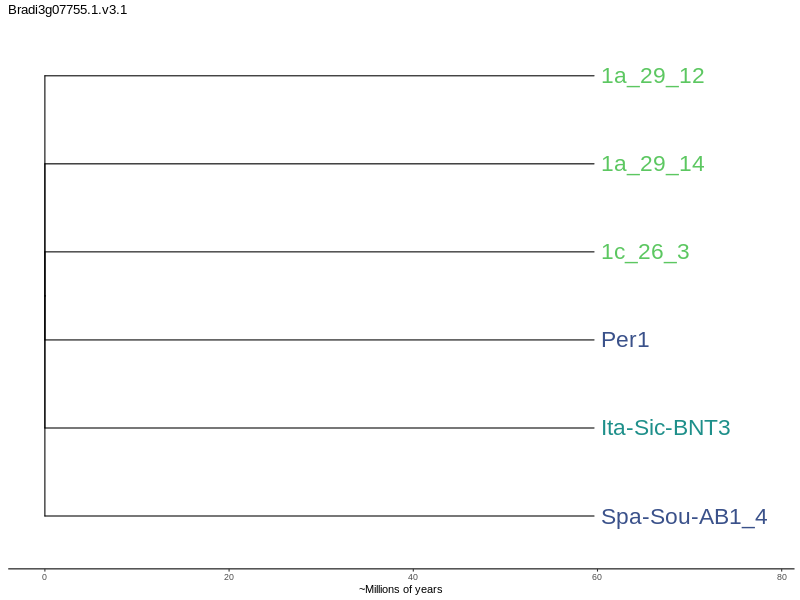 Bradi3g07755.1.v3.1
1a_29_12
1a_29_14
1c_26_3
Per1
Ita-Sic-BNT3
Spa-Sou-AB1_4
0 20 40 60 80
~Millions of years